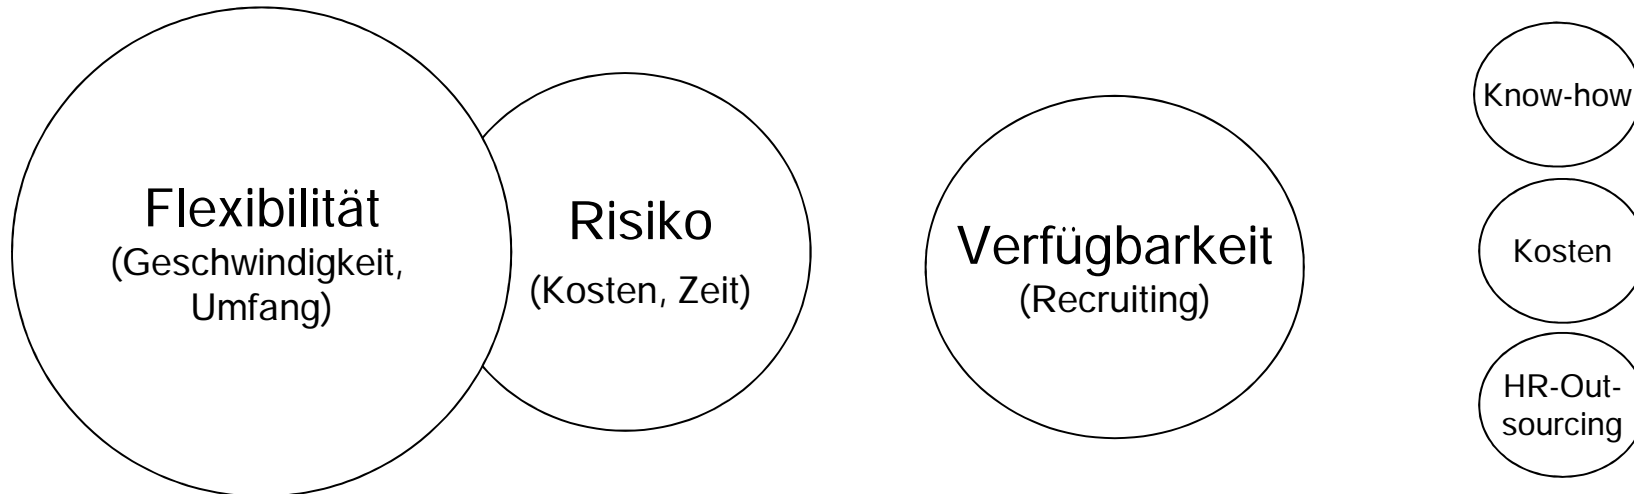 Flexibilität
(Geschwindigkeit,
Umfang)
Risiko
(Kosten, Zeit)
Verfügbarkeit
(Recruiting)
Know-how
Kosten
HR-Out-
sourcing